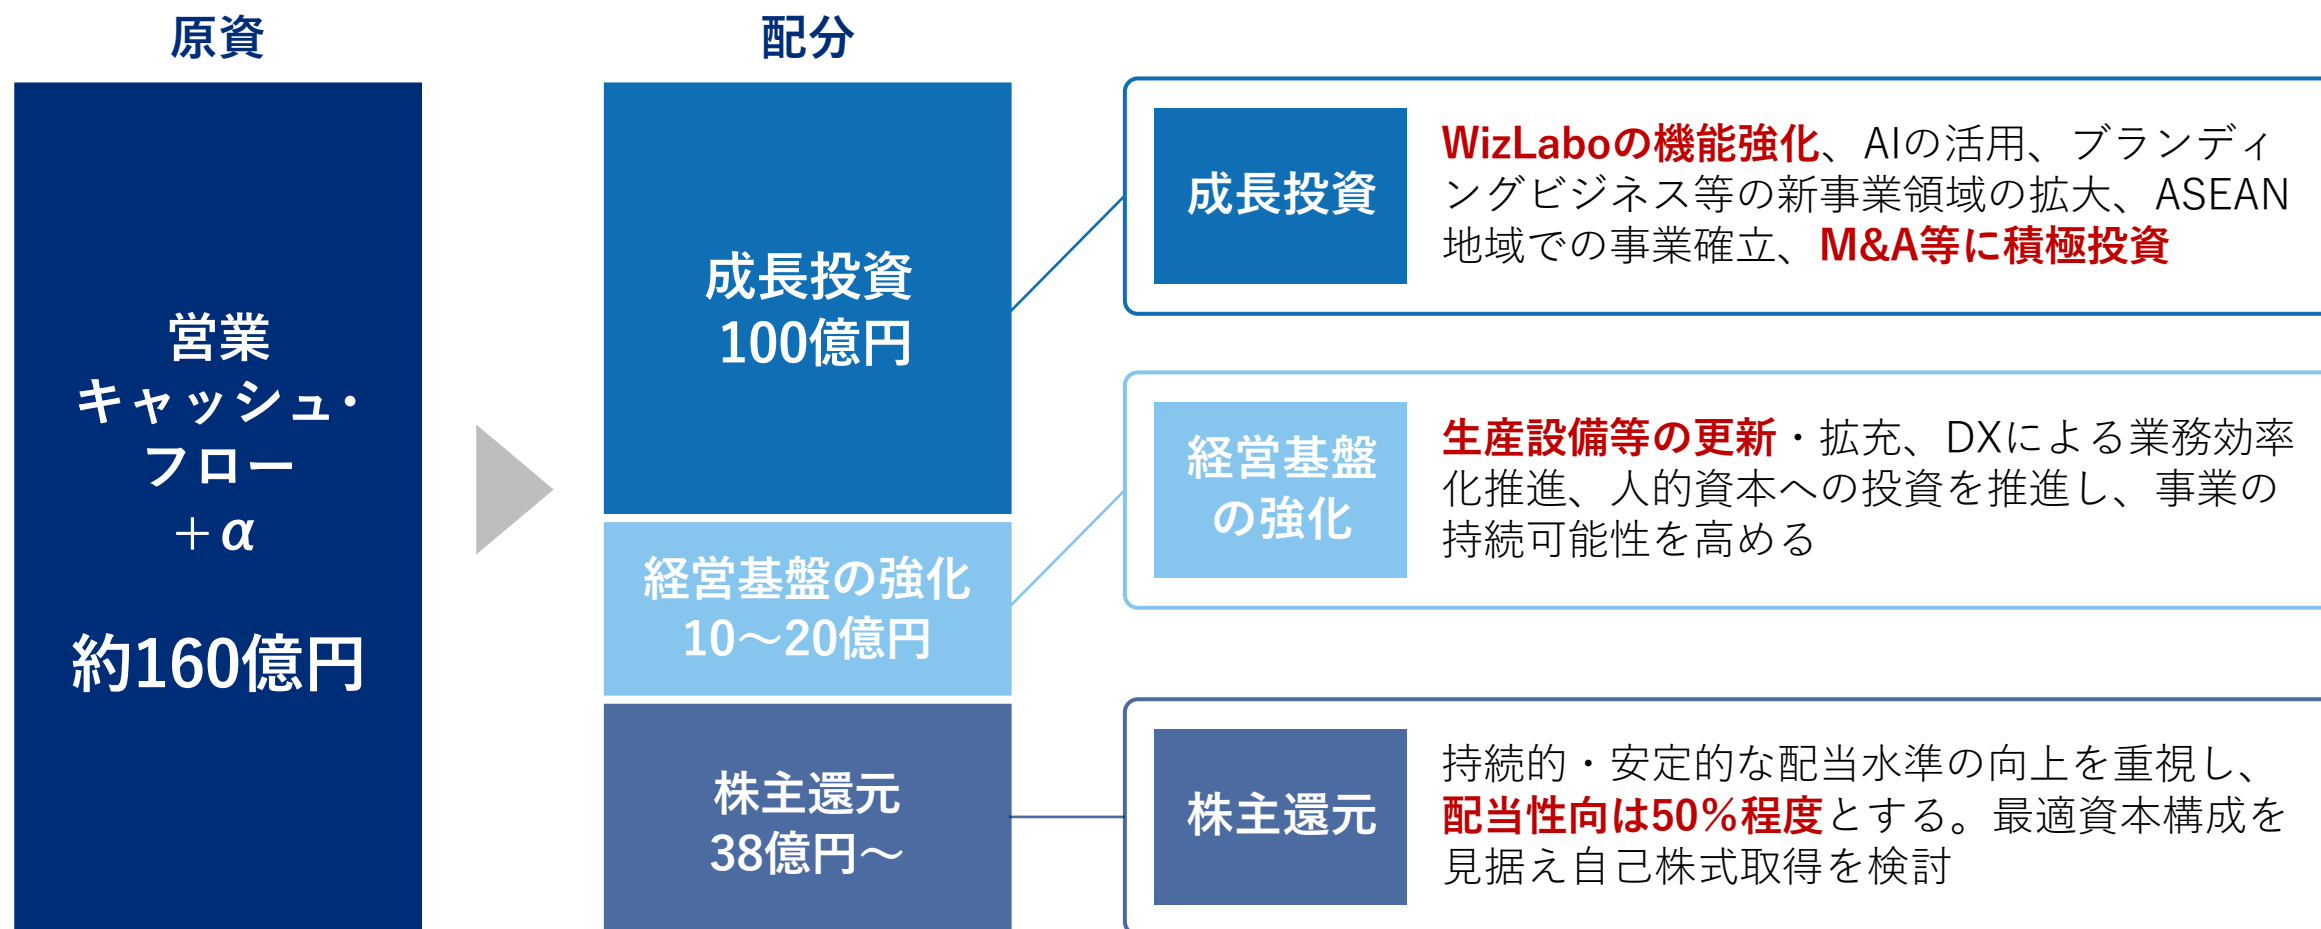 原資
営業
キャッシュ・
フロー
＋α
約160億円
配分
成長投資
100億円
経営基盤の強化
10～20億円
株主還元
38億円～
成長投資
WizLaboの機能強化、AIの活用、ブランディ
ングビジネス等の新事業領域の拡大、ASEAN
地域での事業確立、M&A等に積極投資
経営基盤
の強化
生産設備等の更新・拡充、DXによる業務効率
化推進、人的資本への投資を推進し、事業の
持続可能性を高める
株主還元
持続的・安定的な配当水準の向上を重視し、
配当性向は50％程度とする。最適資本構成を
見据え自己株式取得を検討